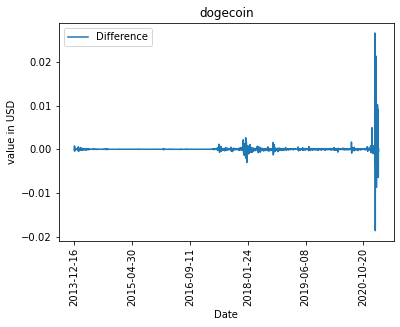 dogecoin
Difference
value in USD
0.02
0.01
0.00
−0.01
−0.02
2013-12-16
2015-04-30
2016-09-11
2018-01-24
2019-06-08
2020-10-20
Date